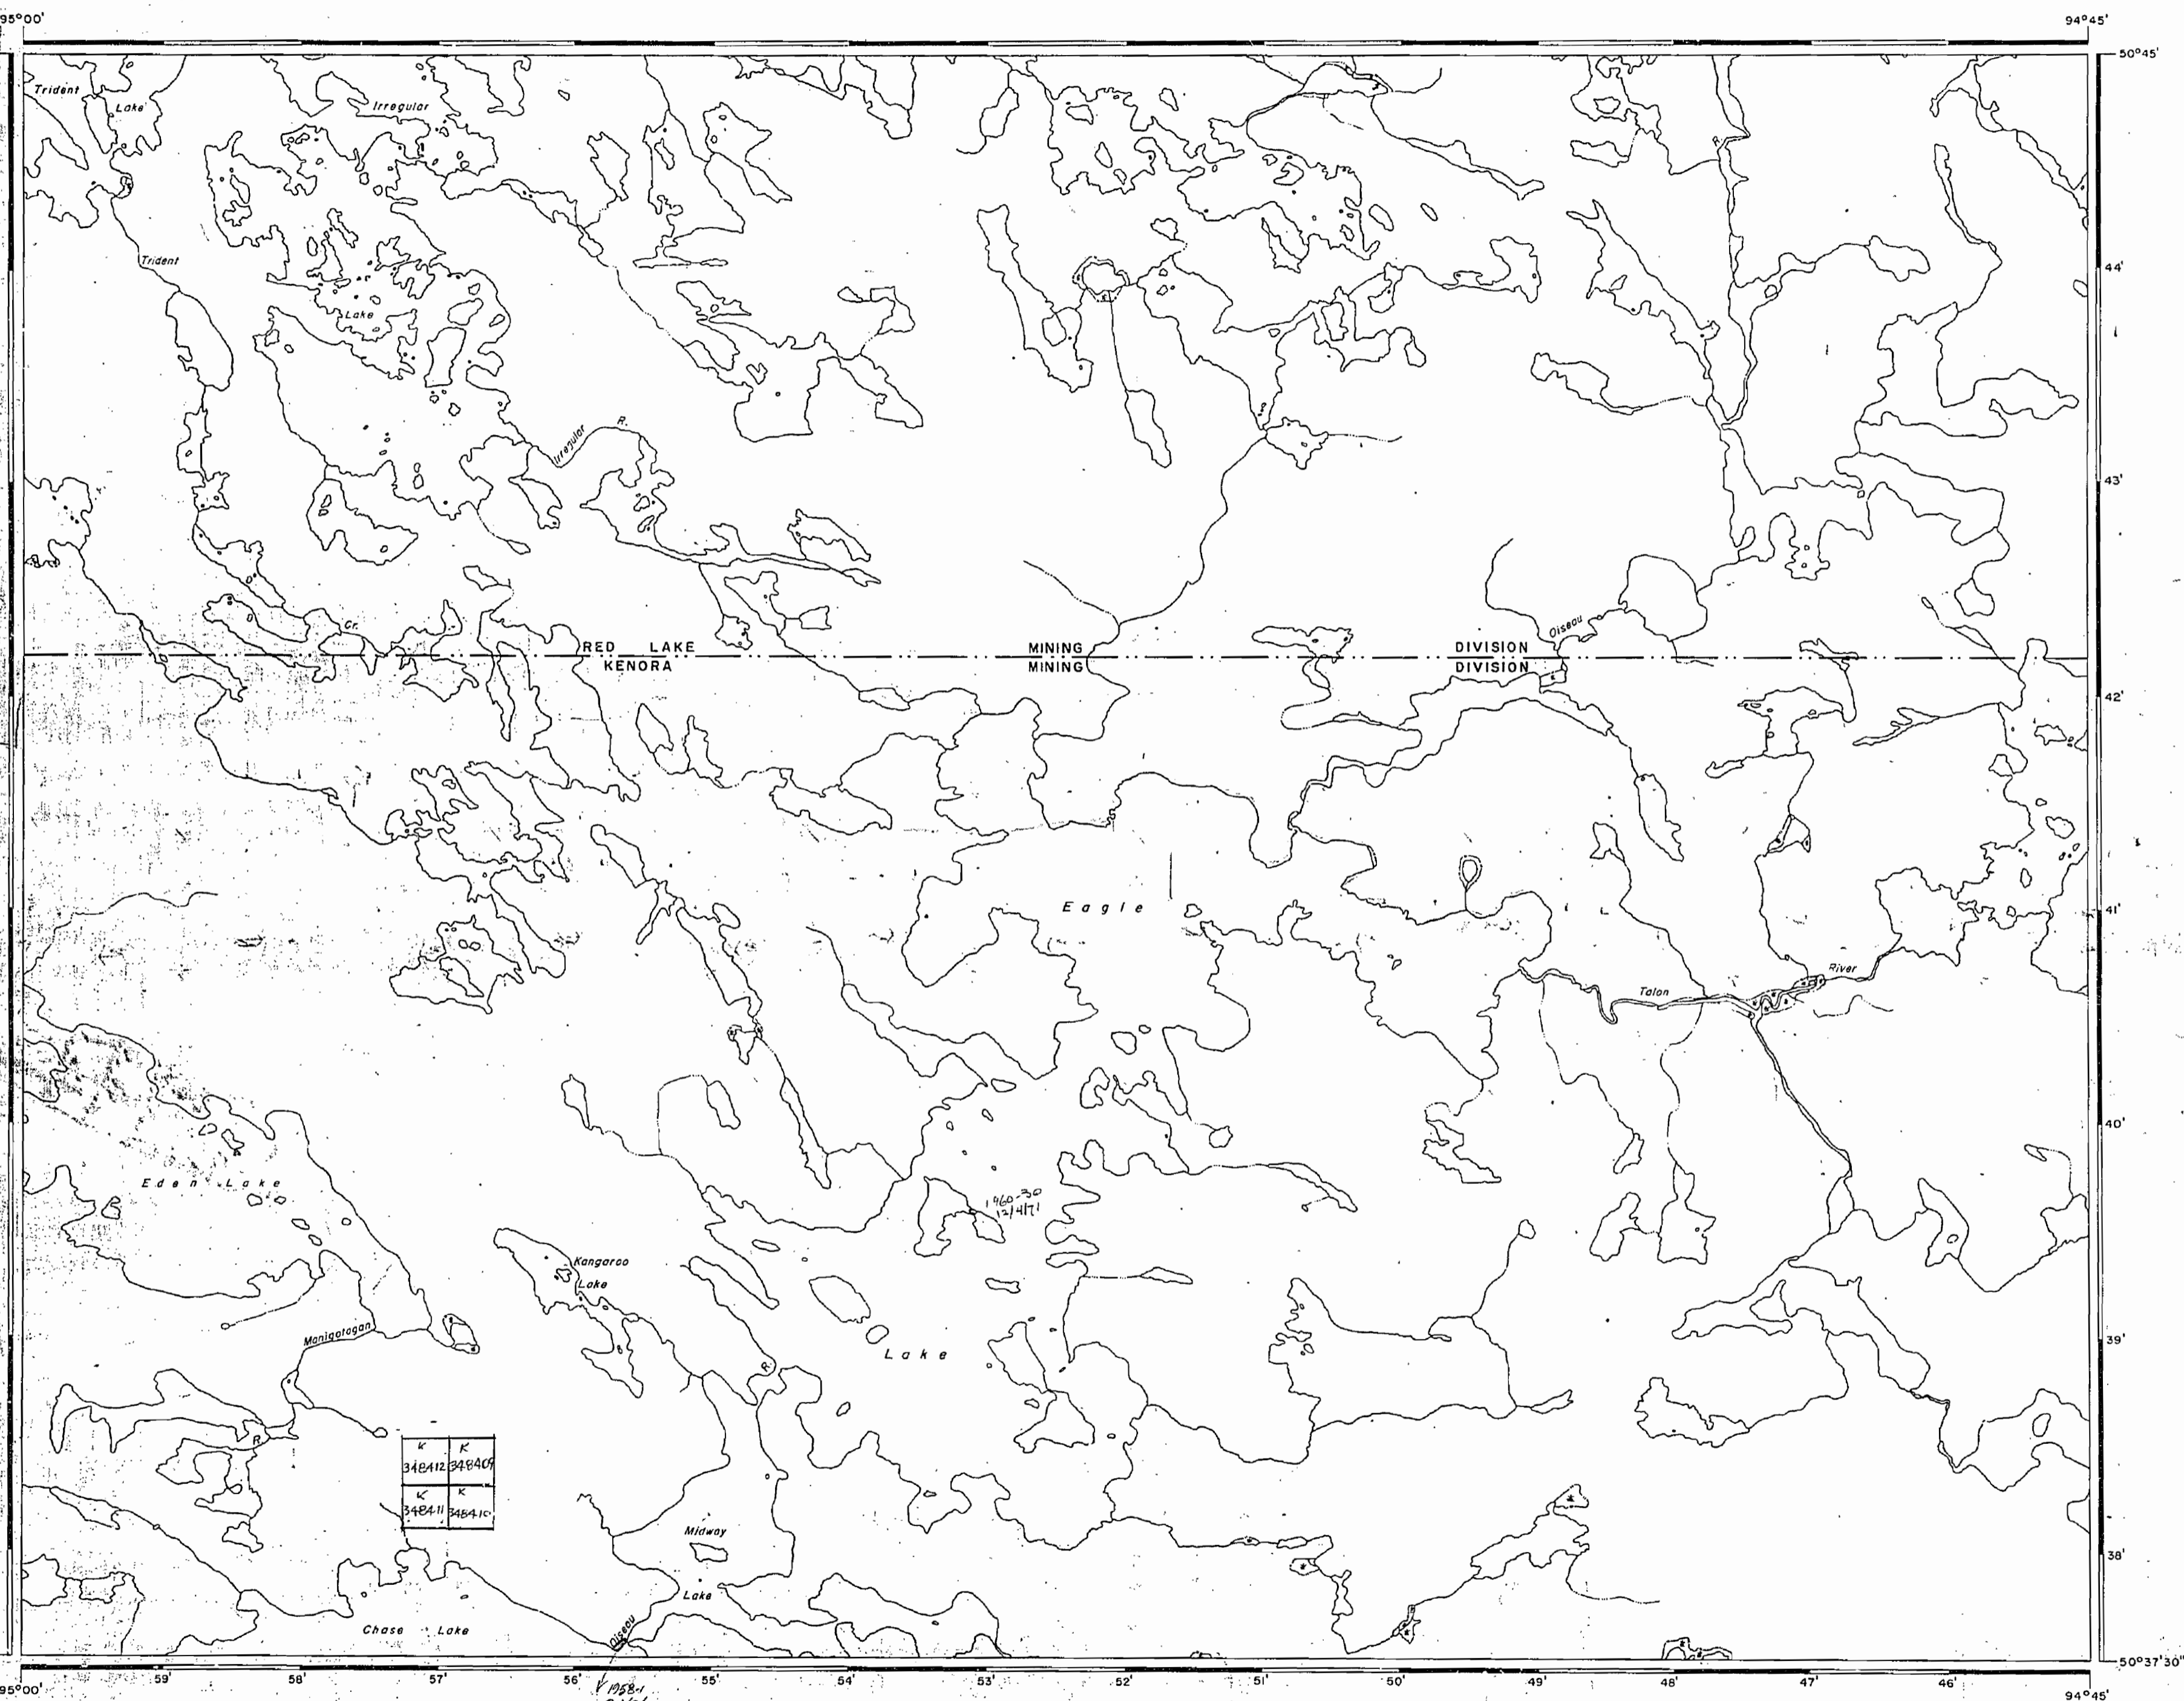 95°00'
94°45'
50°45'
Trident
Lake
Irregular
R.
Trident
44'
Lake
Irregular
R.
43'
Cr.
Oiseau
RED LAKE MINING DIVISION
KENORA MINING DIVISION
42'
Eagle
41'
River
Talon
40'
Eden Lake
1960-30
12/4/71
Kangaroo
Lake
Manigotagan
39'
Lake
R.
R.
K K
348412 348409
K K
348411 348410
Midway
38'
Lake
Chase Lake
Oiseau
50°37'30"
95°00'
59' 58' 57' 56' 55' 54' 53' 52' 51' 50' 49' 48' 47' 46'
94°45'
1958-1